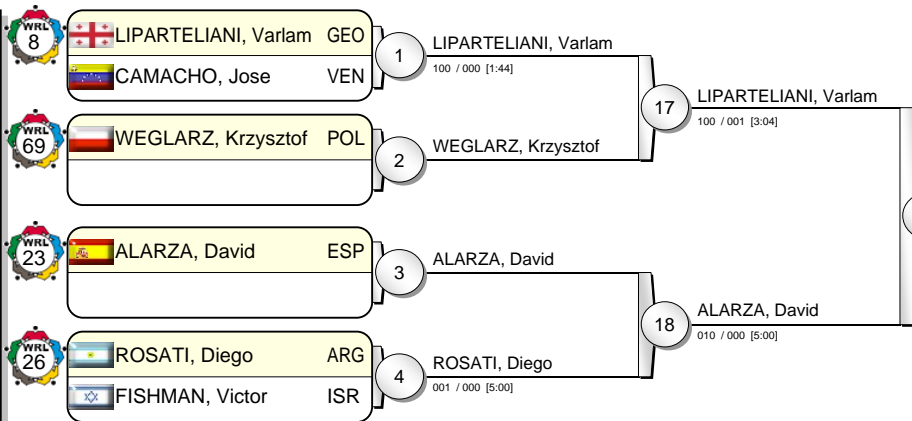 WRL
8
LIPARTELIANI, Varlam GEO
CAMACHO, Jose VEN
1
LIPARTELIANI, Varlam
100 / 000 [1:44]
WRL
69
WEGLARZ, Krzysztof POL
2
WEGLARZ, Krzysztof
17
LIPARTELIANI, Varlam
100 / 001 [3:04]
WRL
23
ALARZA, David ESP
3
ALARZA, David
WRL
26
ROSATI, Diego ARG
FISHMAN, Victor ISR
4
ROSATI, Diego
001 / 000 [5:00]
18
ALARZA, David
010 / 000 [5:00]